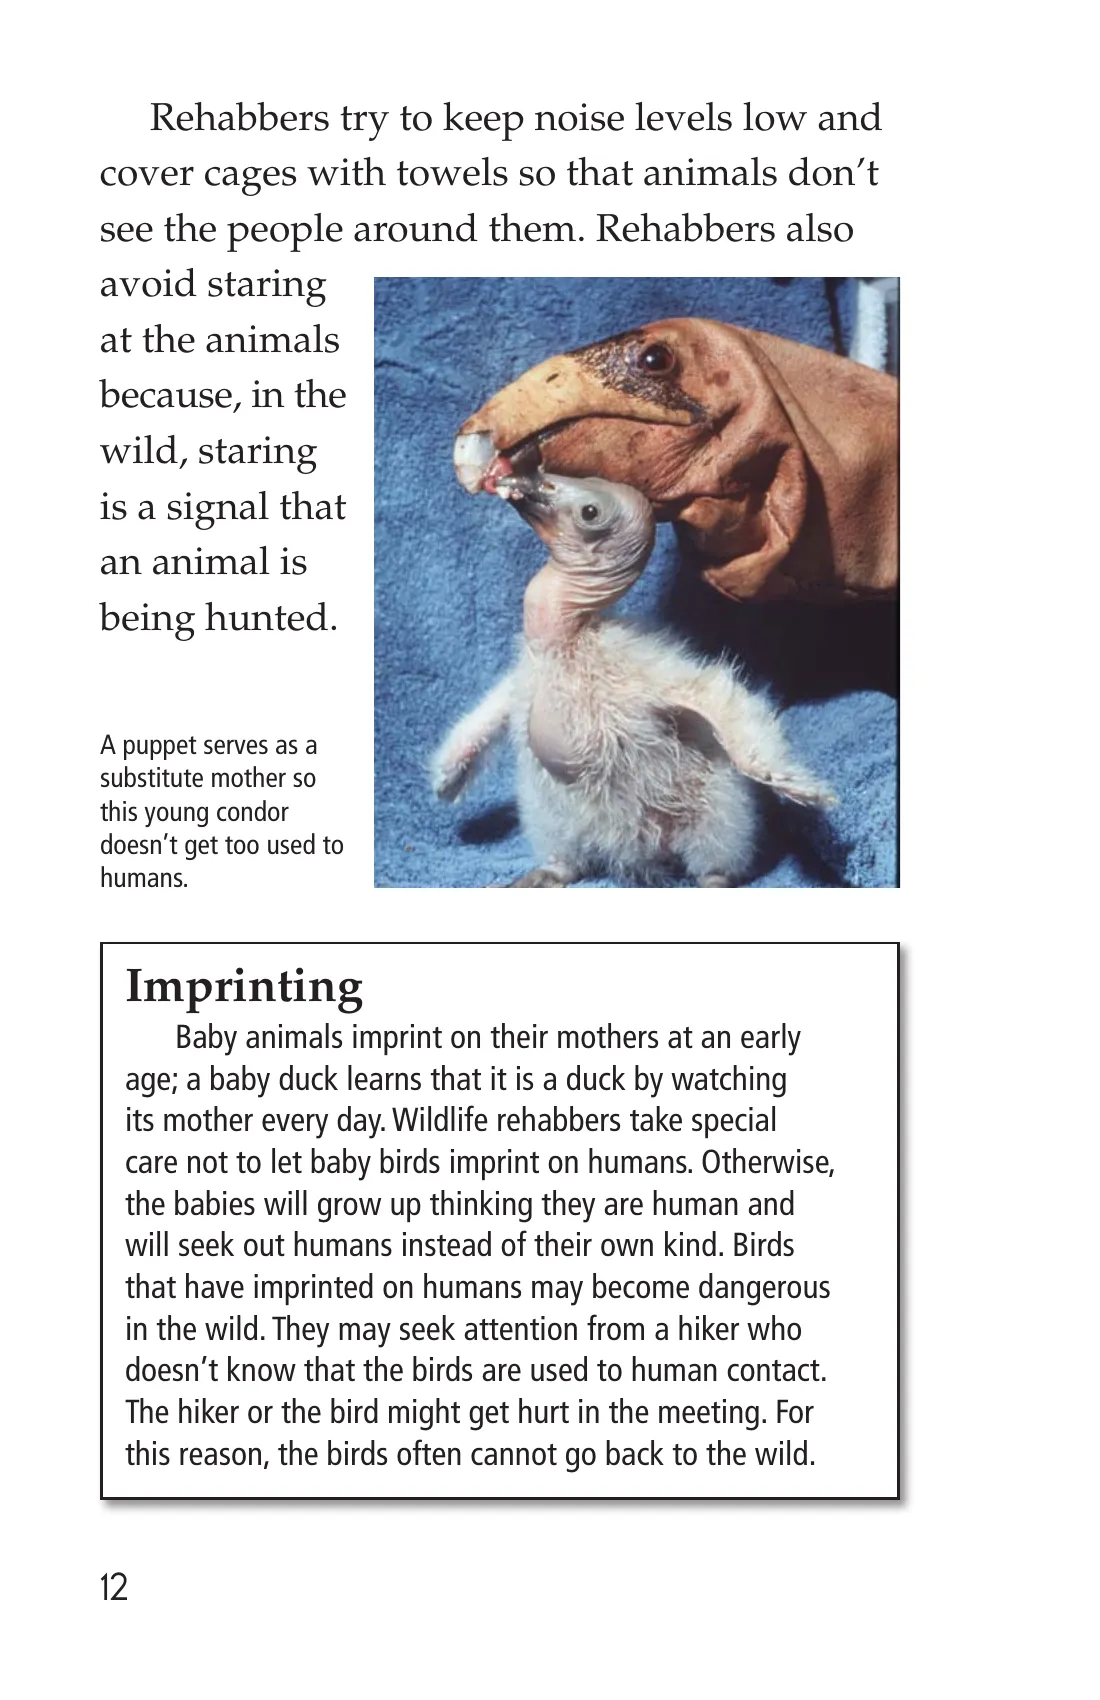 Rehabbers try to keep noise levels low and
cover cages with towels so that animals don’t
see the people around them. Rehabbers also
avoid staring
at the animals
because, in the
wild, staring
is a signal that
an animal is
being hunted.
A puppet serves as a
substitute mother so
this young condor
doesn’t get too used to
humans.
Imprinting
Baby animals imprint on their mothers at an early
age; a baby duck learns that it is a duck by watching
its mother every day. Wildlife rehabbers take special
care not to let baby birds imprint on humans. Otherwise,
the babies will grow up thinking they are human and
will seek out humans instead of their own kind. Birds
that have imprinted on humans may become dangerous
in the wild. They may seek attention from a hiker who
doesn’t know that the birds are used to human contact.
The hiker or the bird might get hurt in the meeting. For
this reason, the birds often cannot go back to the wild.
12